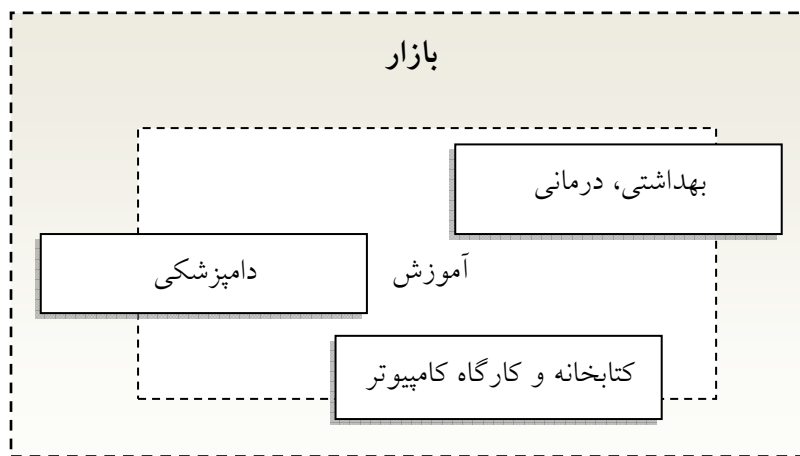 بازار
بهداشتی، درمانی
آموزش
دامپزشکی
کتابخانه و کارگاه کامپیوتر